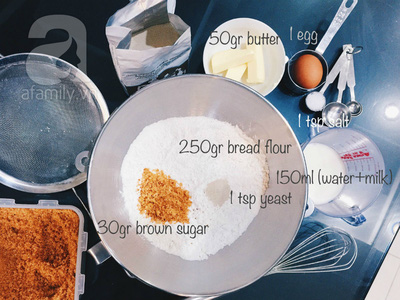 50gr butter
1 egg
afamily.v
1 tsp salt
250gr bread flour
150ml (water+milk)
1 tsp yeast
30gr brown sugar